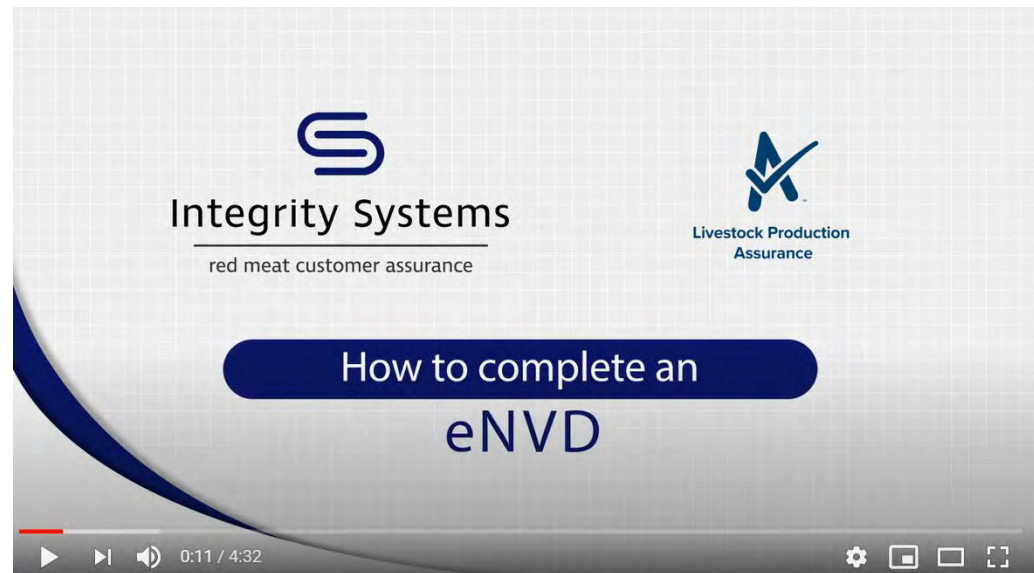 Integrity Systems
red meat customer assurance
Livestock Production
Assurance
How to complete an
eNVD
0:11 / 4:32